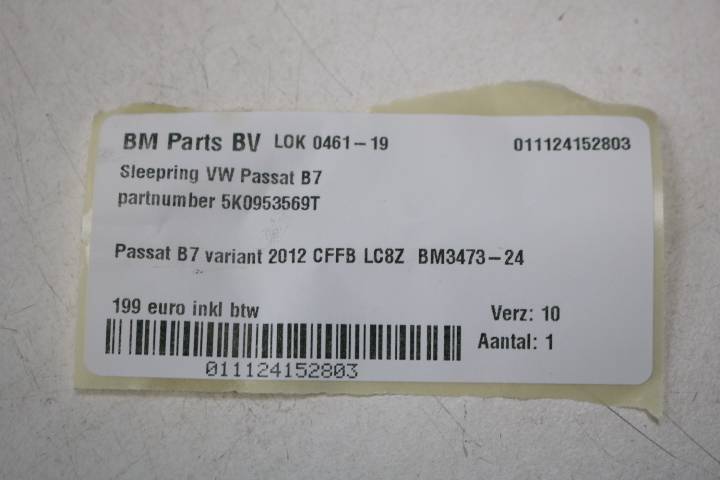 BM Parts BV LOK 0461-19 011124152803
Sleepring VW Passat B7
partnumber 5K0953569T
Passat B7 variant 2012 CFFB LC8Z BM3473-24
199 euro inkl btw Verz: 10
Aantal: 1
011124152803